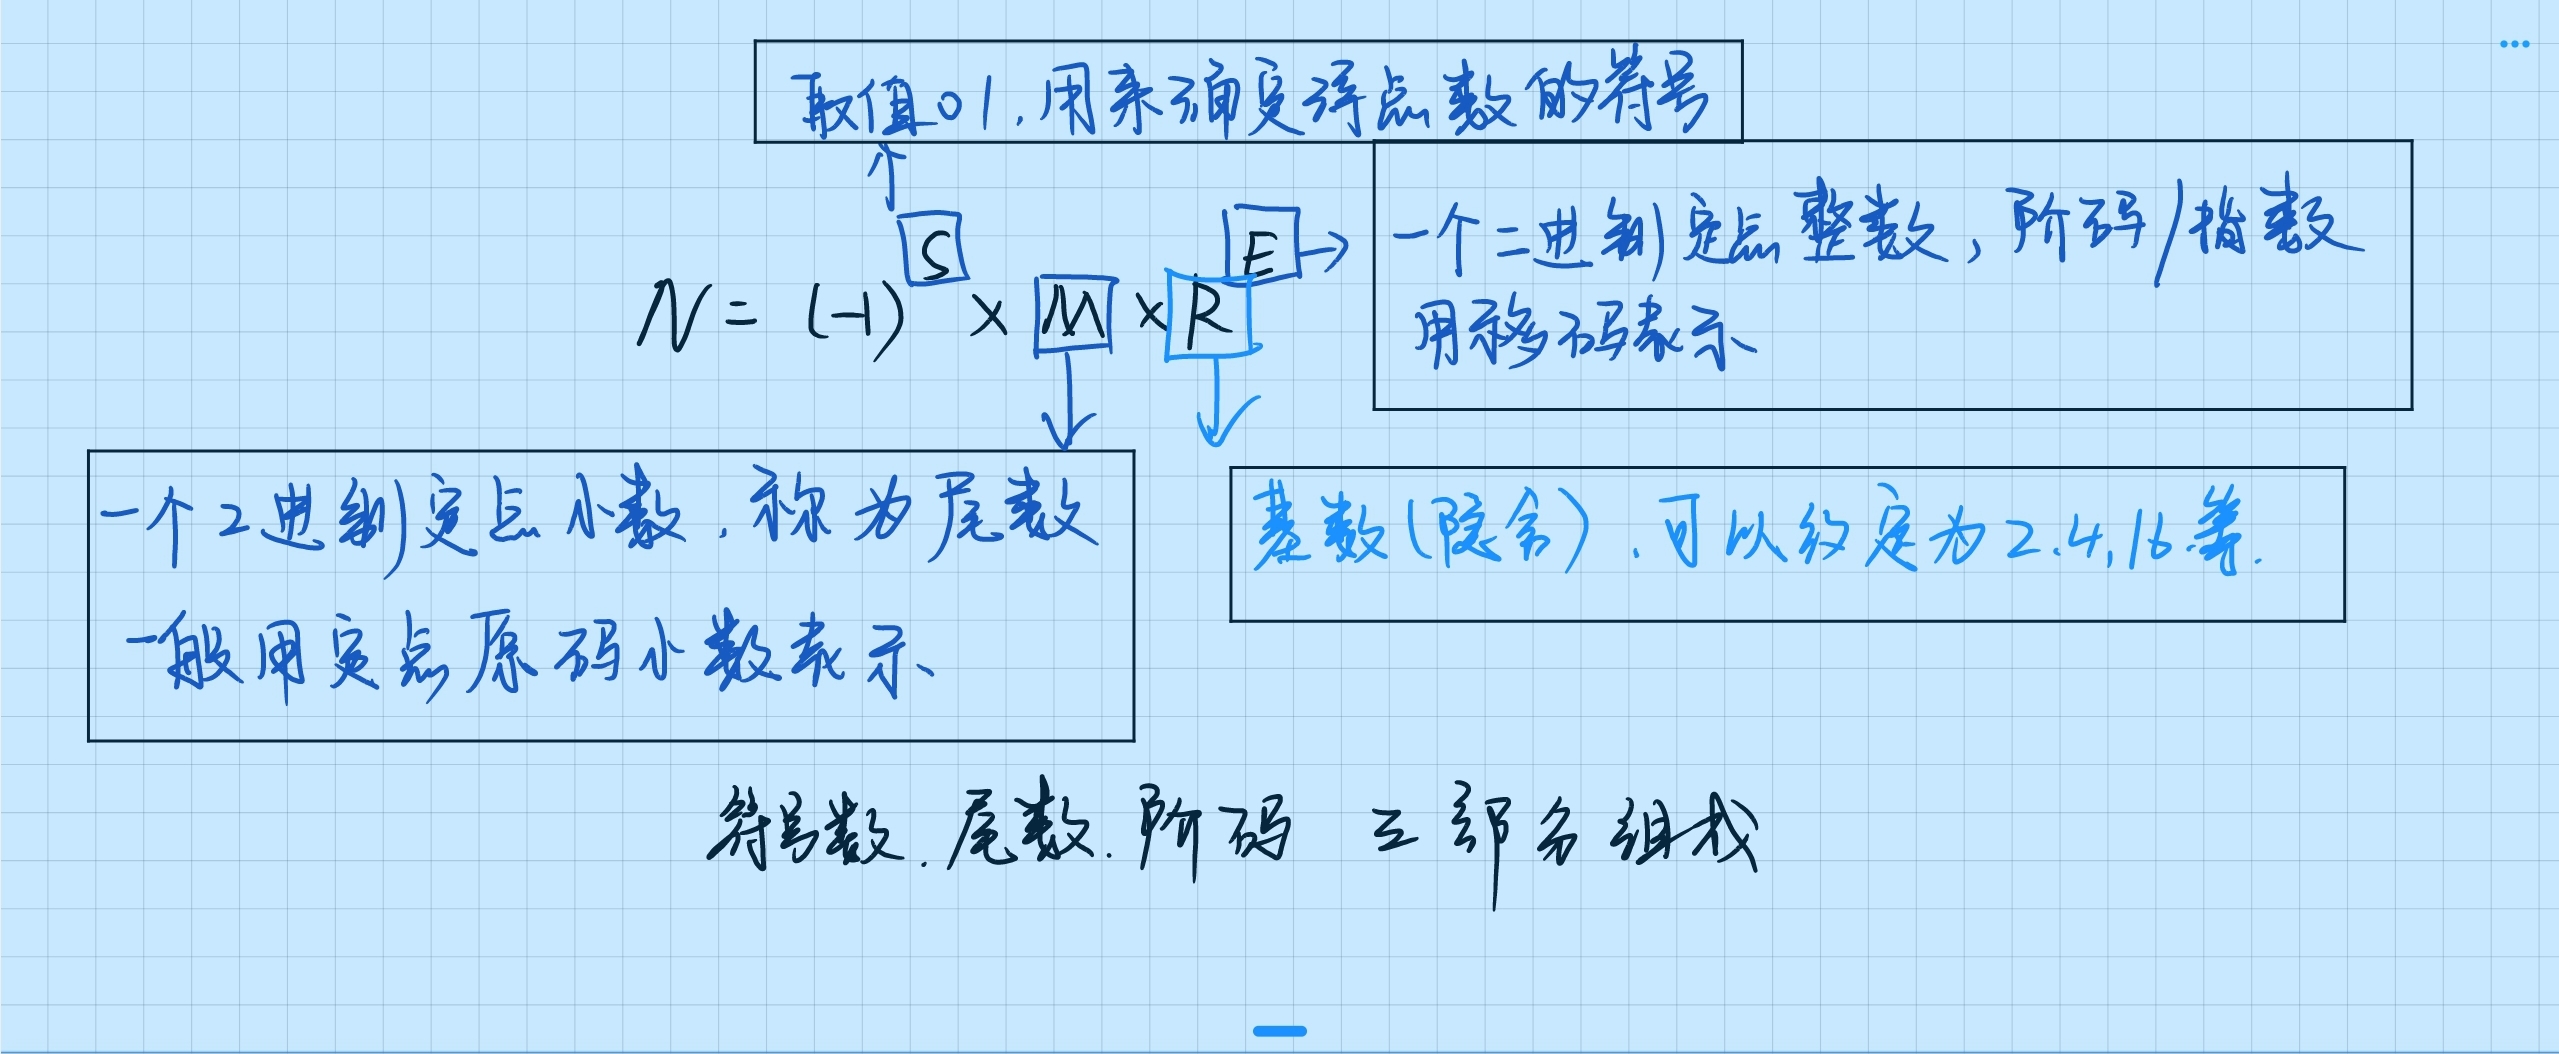 取值01,用来确定浮点数的符号
N = (-1)^S × M × R^E
一个二进制定点整数,阶码/指数
用移码表示
一个2进制定点小数,称为尾数
一般用定点原码小数表示
基数(隐含),可以约定为2.4,16等.
符号数.尾数.阶码 三部分组成